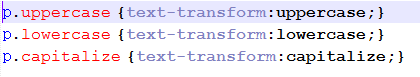 p.uppercase {text-transform:uppercase;}
p.lowercase {text-transform:lowercase;}
p.capitalize {text-transform:capitalize;}